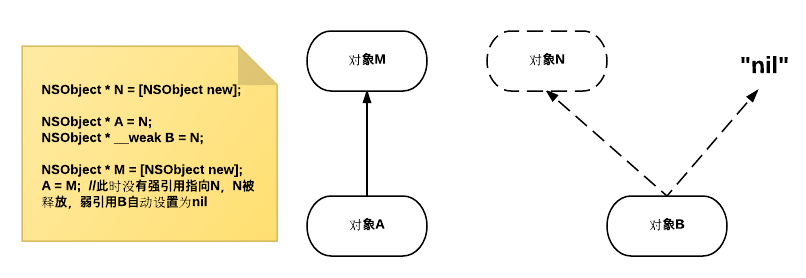 NSObject * N = [NSObject new];
NSObject * A = N;
NSObject * __weak B = N;
NSObject * M = [NSObject new];
A = M;  //此时没有强引用指向N，N被
释放，弱引用B自动设置为nil
对象M
对象N
"nil"
对象A
对象B